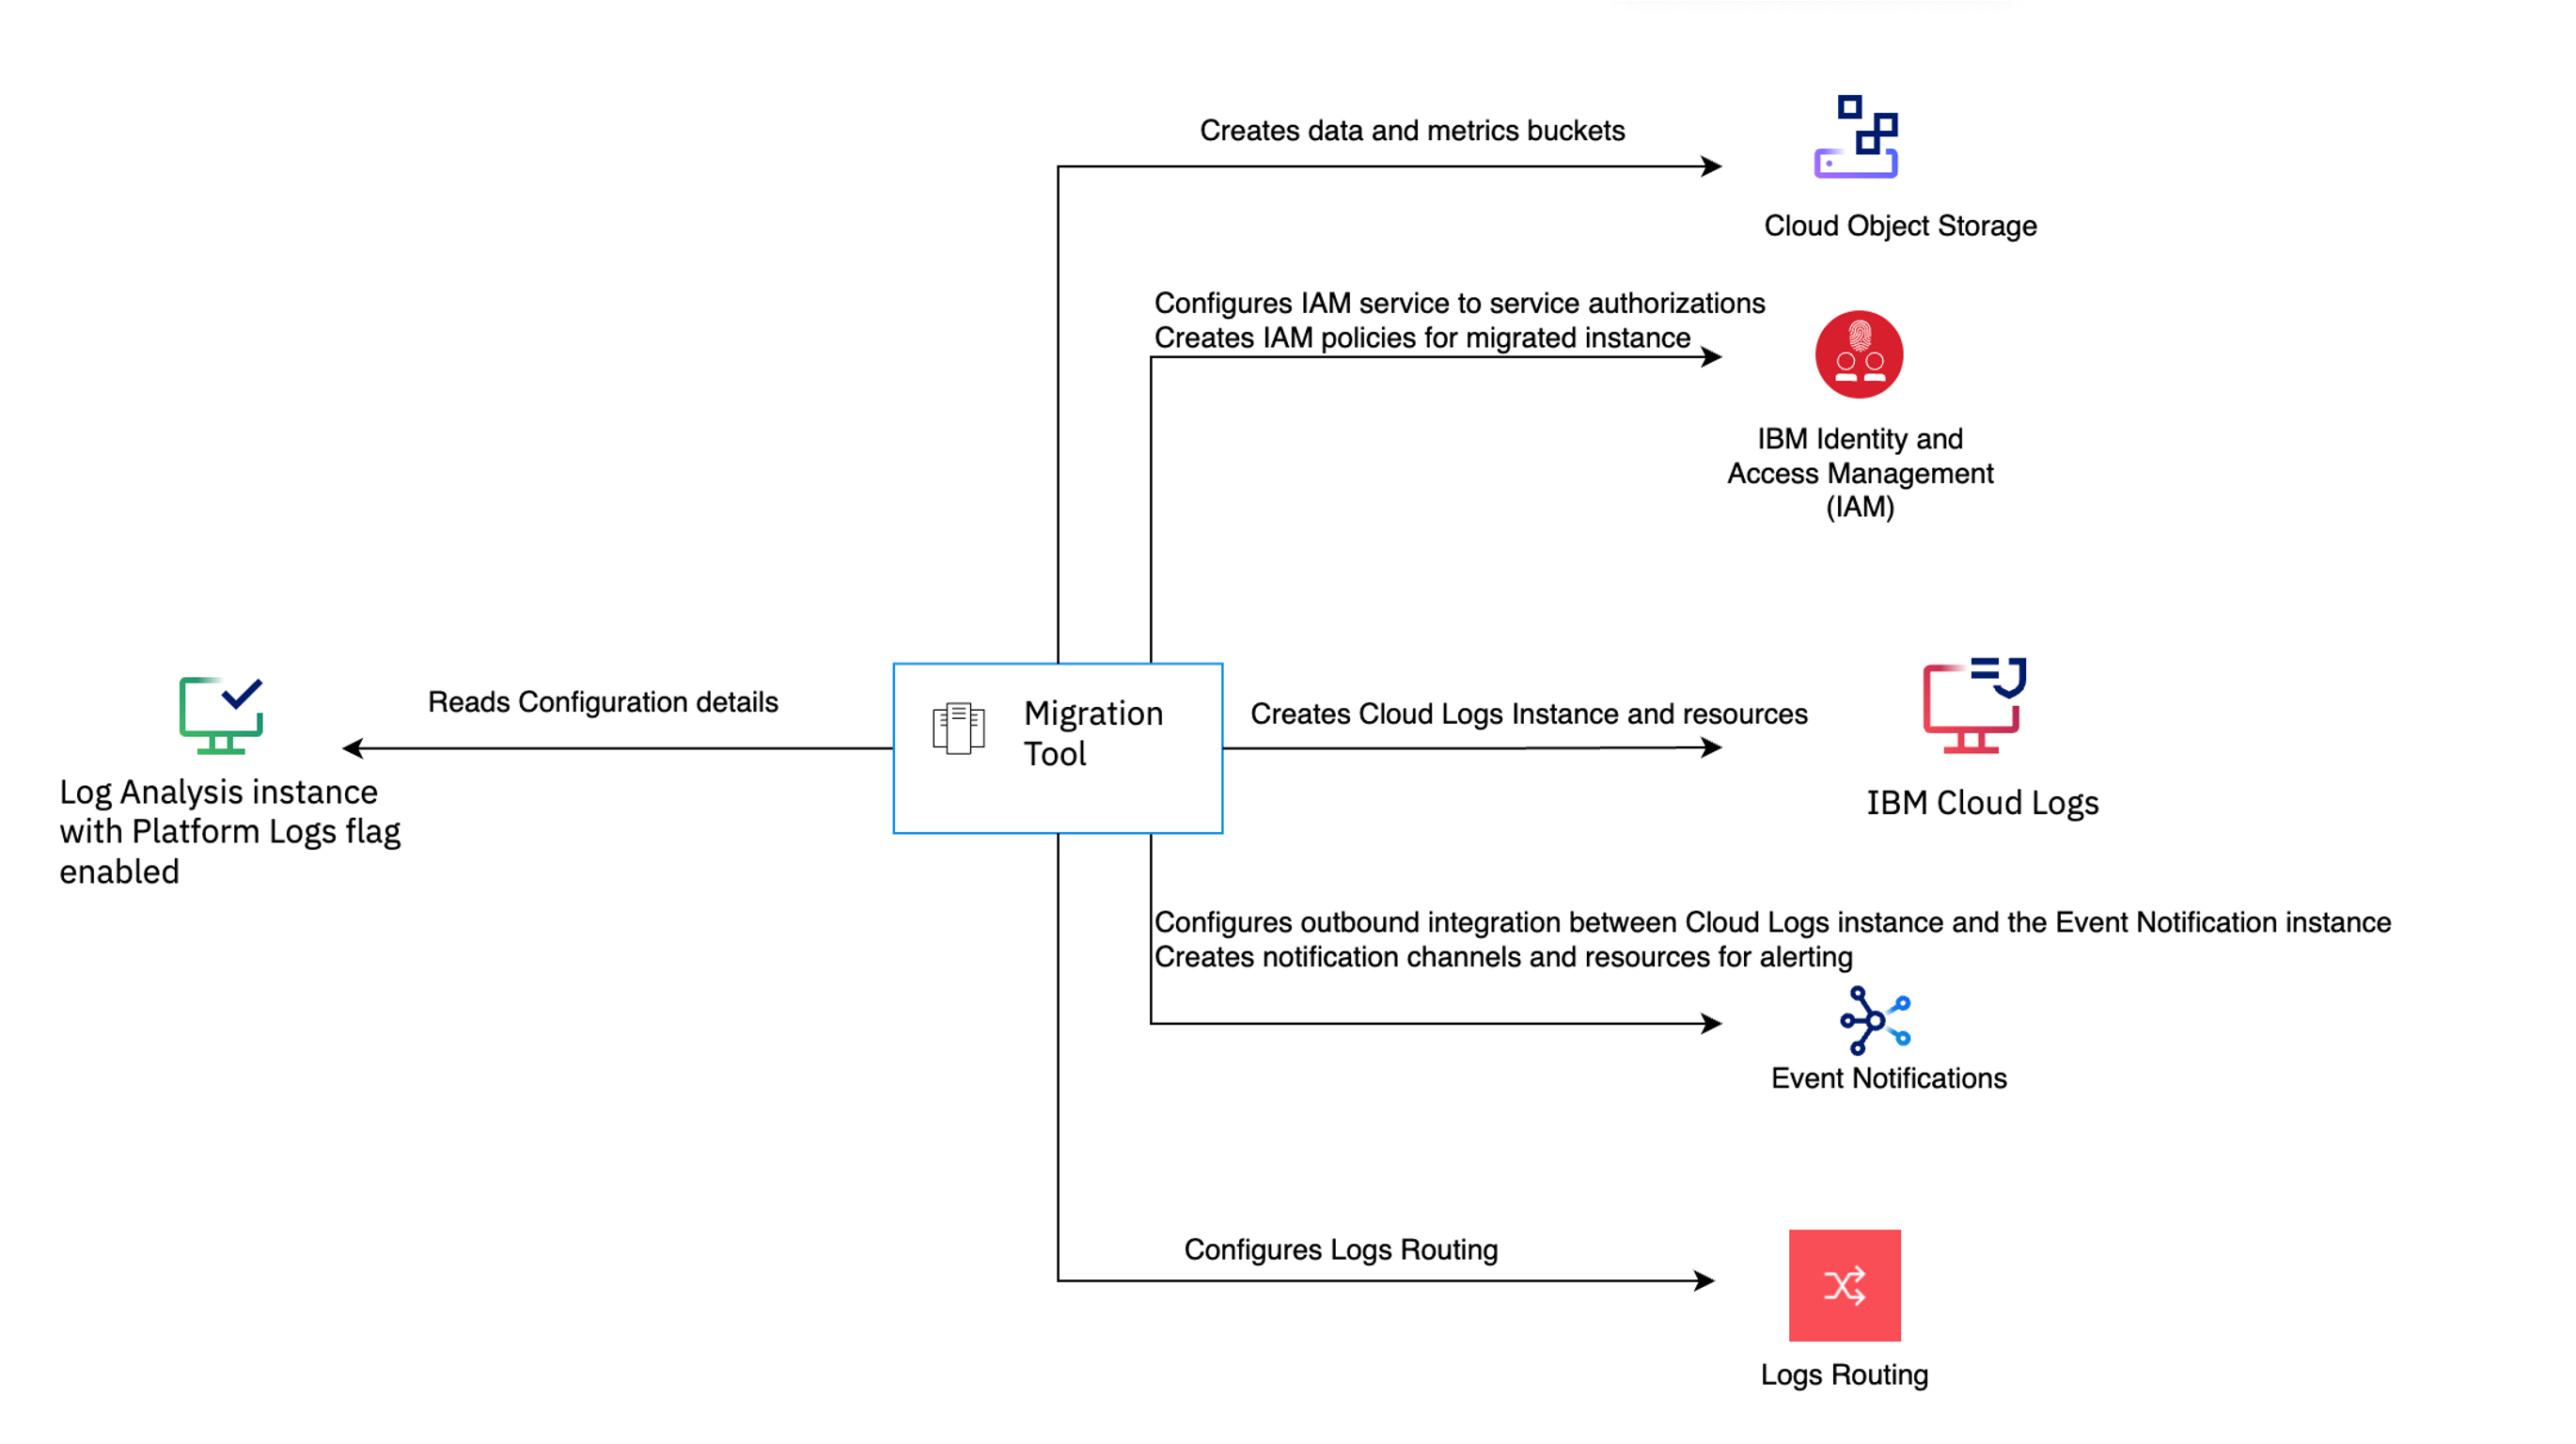 Creates data and metrics buckets
Cloud Object Storage
Configures IAM service to service authorizations
Creates IAM policies for migrated instance
IBM Identity and
Access Management
(IAM)
Reads Configuration details
Log Analysis instance
with Platform Logs flag
enabled
Migration
Tool
Creates Cloud Logs Instance and resources
IBM Cloud Logs
Configures outbound integration between Cloud Logs instance and the Event Notification instance
Creates notification channels and resources for alerting
Event Notifications
Configures Logs Routing
Logs Routing